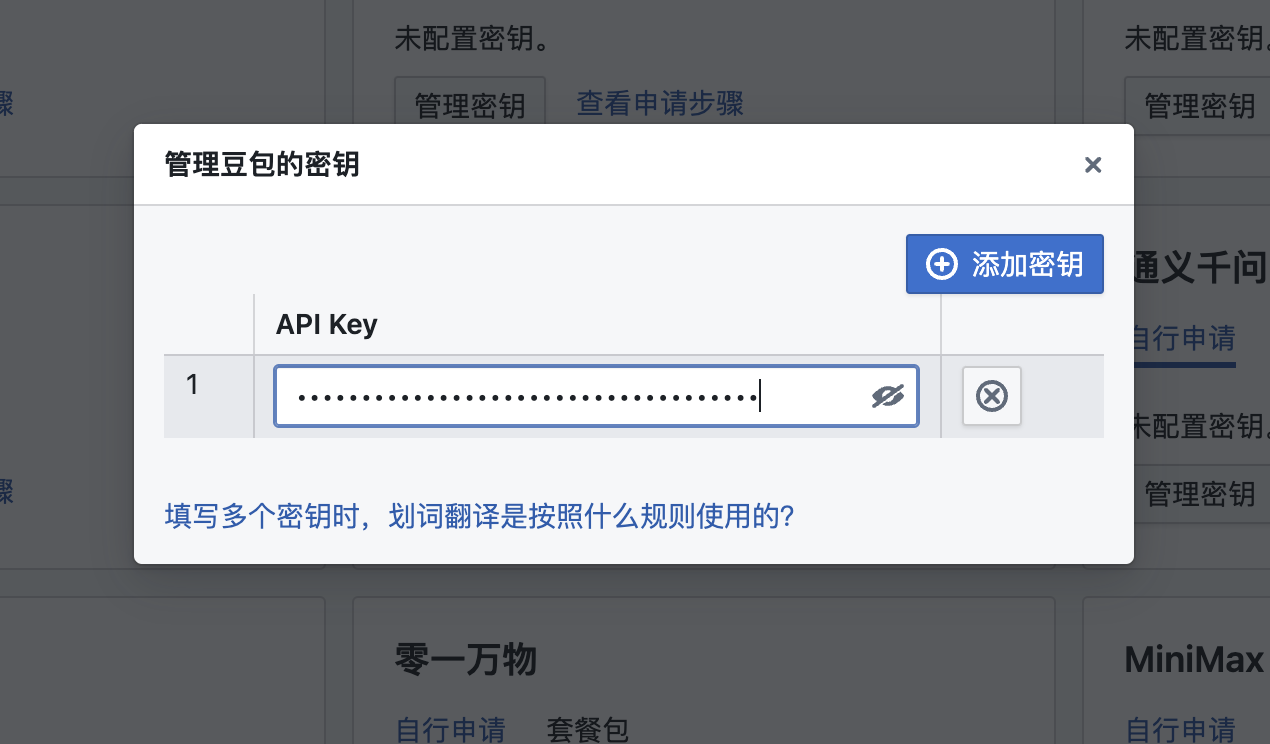 未配置密钥。
未配置密钥。
骤
管理密钥
查看申请步骤
管理密钥
管理豆包的密钥
添加密钥
通义千问
自行申请
API Key
1
••••••••••••••••••••••••••••••••••••
未配置密钥。
骤
管理密钥
填写多个密钥时，划词翻译是按照什么规则使用的?
零一万物
MiniMax
自行申请
套餐包
自行申请